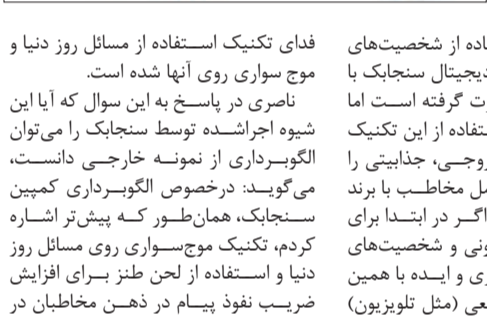 اده از شخصیت‌های
دیجیتال سنجابک با
رت گرفته است اما
تفاده از این تکنیک
روجی، جذابیتی را
مل مخاطب با برند
اگر در ابتدا برای
ونی و شخصیت‌های
ری و ایده با همین
عی (مثل تلویزیون)
فدای تکنیک استفاده از مسائل روز دنیا و
موج سواری روی آنها شده است.
ناصری در پاسخ به این سوال که آیا این
شیوه اجراشده توسط سنجابک را می‌توان
الگوبرداری از نمونه خارجی دانست،
می‌گوید: درخصوص الگوبرداری کمپین
سنجابک، همان‌طور که پیش‌تر اشاره
کردم، تکنیک موج‌سواری روی مسائل روز
دنیا و استفاده از لحن طنز برای افزایش
ضریب نفوذ پیام در ذهن مخاطبان در